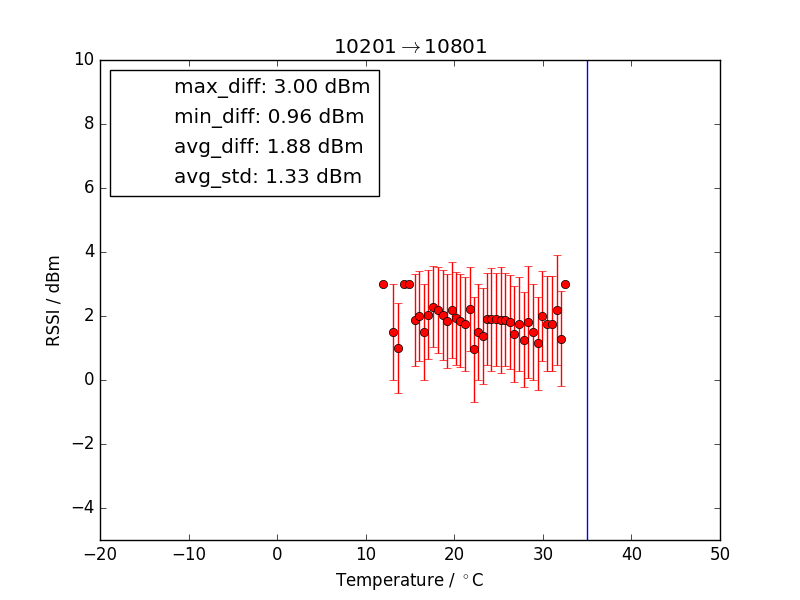 10201→10801
max_diff: 3.00 dBm
min_diff: 0.96 dBm
avg_diff: 1.88 dBm
avg_std: 1.33 dBm
10
8
6
4
2
0
−2
−4
RSSI / dBm
−20 −10 0 10 20 30 40 50
Temperature / °C